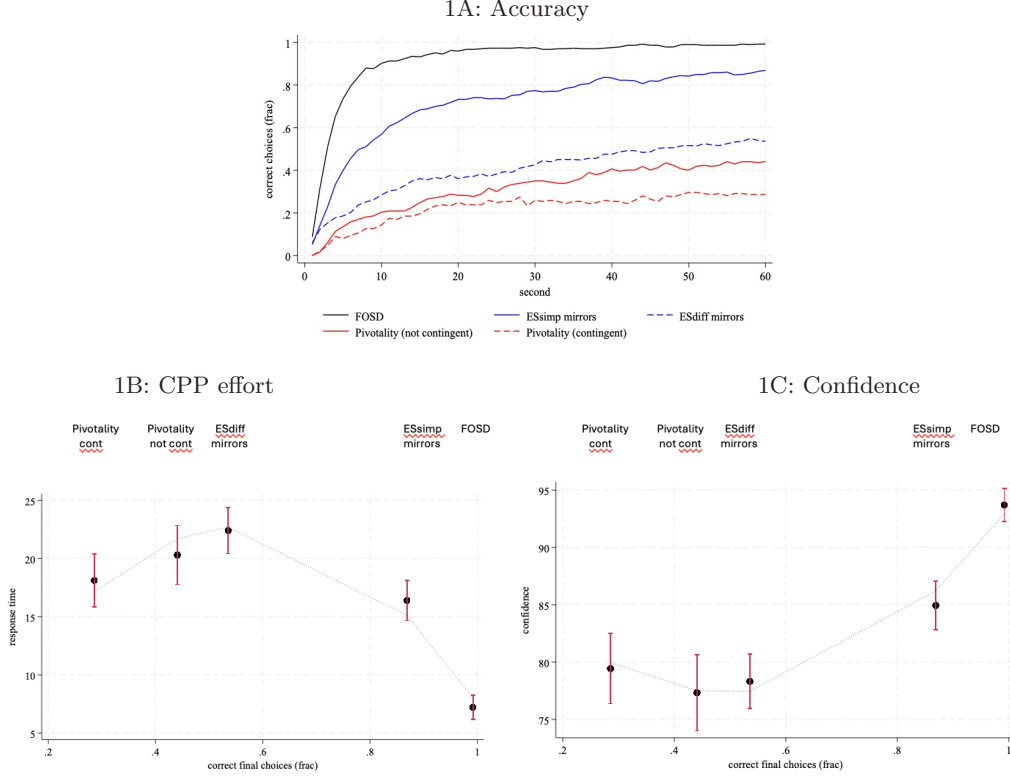 1A: Accuracy
correct choices (frac)
1
.8
.6
.4
.2
0
0 10 20 30 40 50 60
second
FOSD ESsimp mirrors ESdiff mirrors
Pivotality (not contingent) Pivotality (contingent)
1B: CPP effort
Pivotality Pivotality ESdiff ESsimp FOSD
cont not cont mirrors mirrors
response time
25
20
15
10
5
.2 .4 .6 .8 1
correct final choices (frac)
1C: Confidence
Pivotality Pivotality ESdiff ESsimp FOSD
cont not cont mirrors mirrors
confidence
95
90
85
80
75
.2 .4 .6 .8 1
correct final choices (frac)